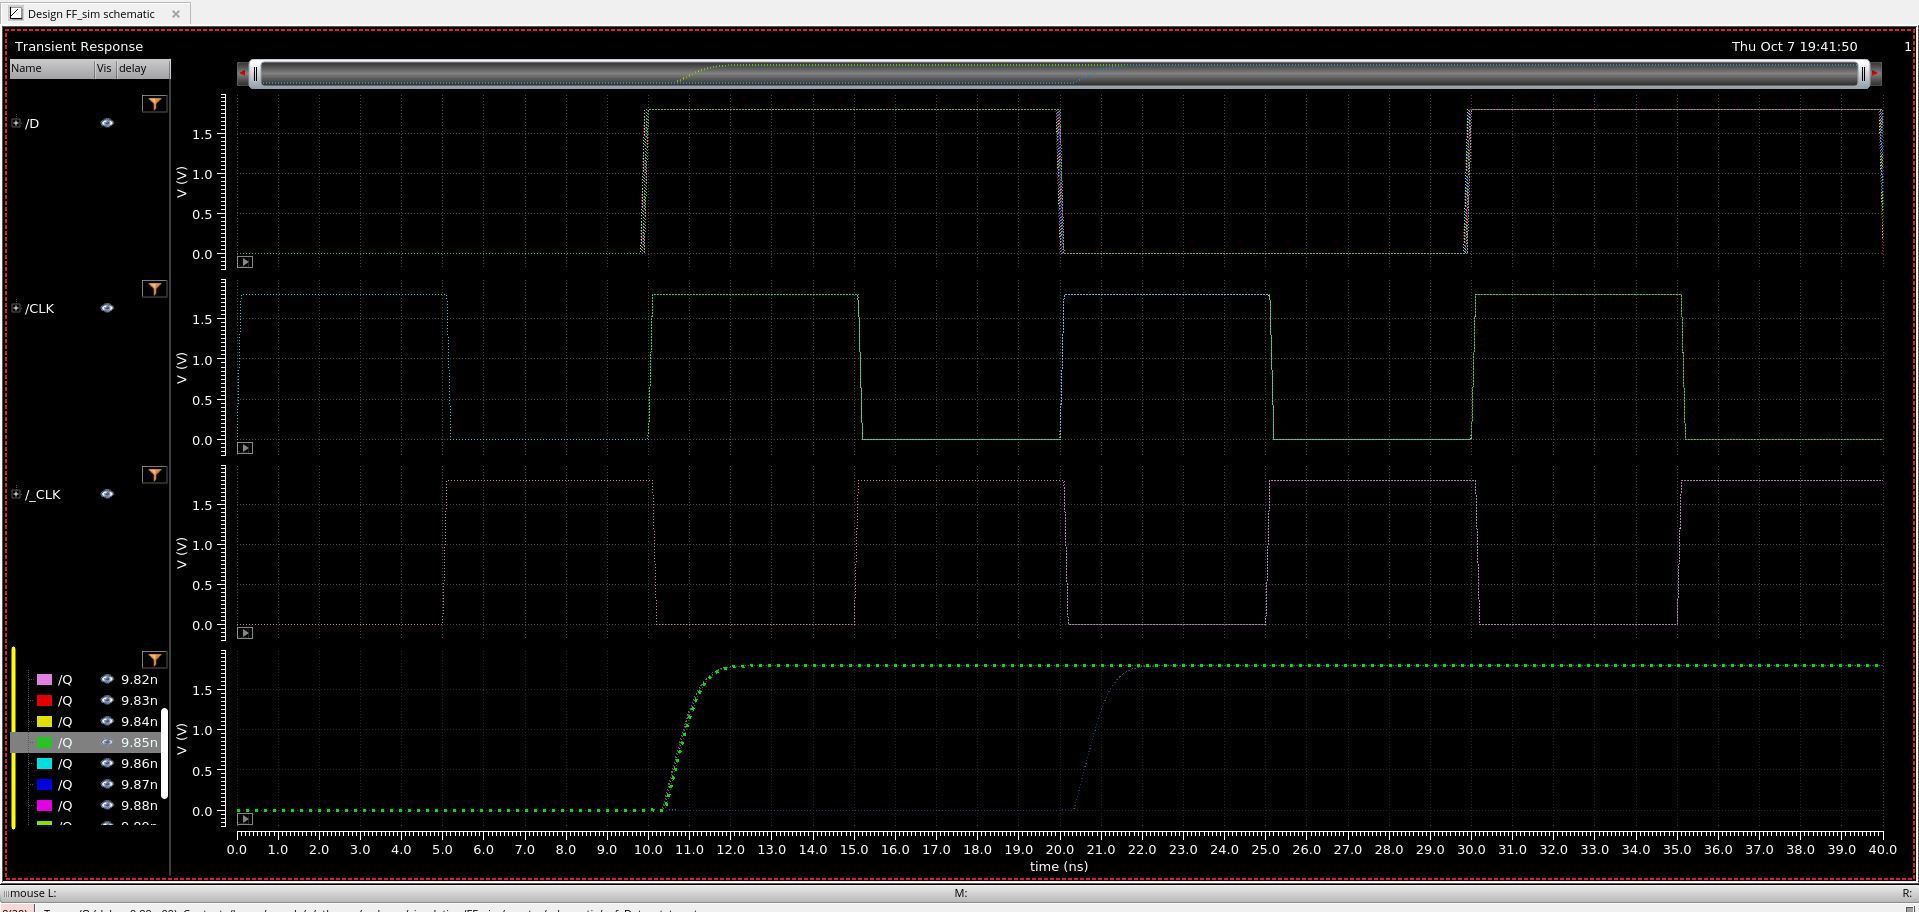 Design FF_sim schematic
Transient Response
Thu Oct 7 19:41:50
1
Name Vis delay
/D
V (V)
1.5
1.0
0.5
0.0
/CLK
V (V)
1.5
1.0
0.5
0.0
/_CLK
V (V)
1.5
1.0
0.5
0.0
/Q 9.82n
/Q 9.83n
/Q 9.84n
/Q 9.85n
/Q 9.86n
/Q 9.87n
/Q 9.88n
V (V)
1.5
1.0
0.5
0.0
0.0 1.0 2.0 3.0 4.0 5.0 6.0 7.0 8.0 9.0 10.0 11.0 12.0 13.0 14.0 15.0 16.0 17.0 18.0 19.0 20.0 21.0 22.0 23.0 24.0 25.0 26.0 27.0 28.0 29.0 30.0 31.0 32.0 33.0 34.0 35.0 36.0 37.0 38.0 39.0 40.0
time (ns)
mouse L: M: R: